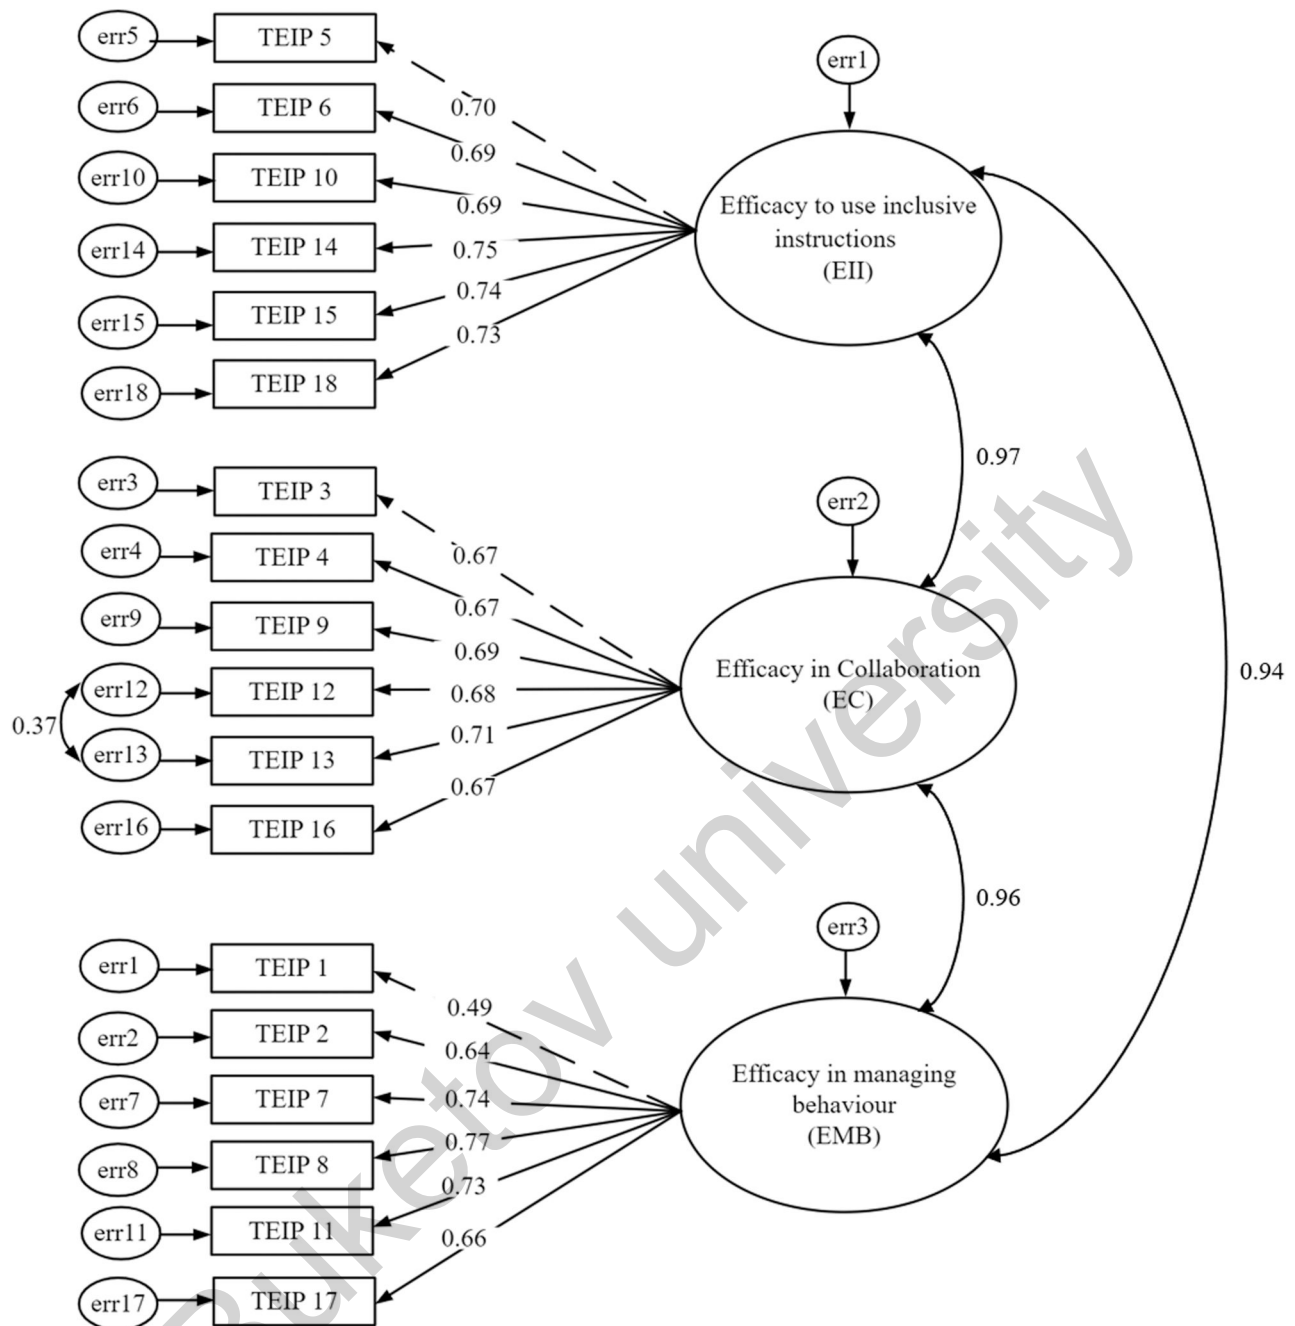 err5 TEIP 5
0.70
err6 TEIP 6
0.69
err10 TEIP 10
0.69
err14 TEIP 14
0.75
err15 TEIP 15
0.74
err18 TEIP 18
0.73
err1
Efficacy to use inclusive
instructions
(EII)
0.97
0.94
err3 TEIP 3
0.67
err4 TEIP 4
0.67
err9 TEIP 9
0.69
err12 TEIP 12
0.68
0.37
err13 TEIP 13
0.71
err16 TEIP 16
0.67
err2
Efficacy in Collaboration
(EC)
0.96
err1 TEIP 1
0.49
err2 TEIP 2
0.64
err7 TEIP 7
0.74
err8 TEIP 8
0.77
err11 TEIP 11
0.73
err17 TEIP 17
0.66
err3
Efficacy in managing
behaviour
(EMB)
Buketov university